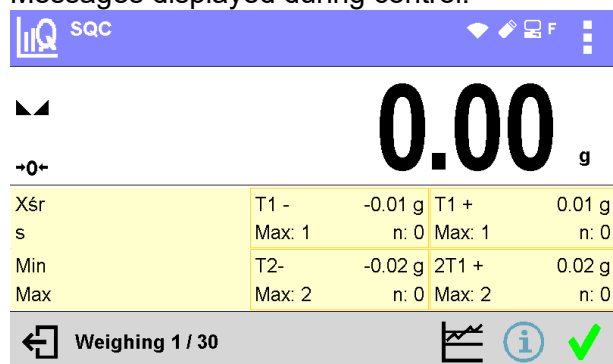 Messages displayed during control:
SQC
F
0.00 g
→0←
Xśr
s
T1 - -0.01 g
Max: 1 n: 0
T1 + 0.01 g
Max: 1 n: 0
Min
Max
T2- -0.02 g
Max: 2 n: 0
2T1 + 0.02 g
Max: 2 n: 0
Weighing 1 / 30